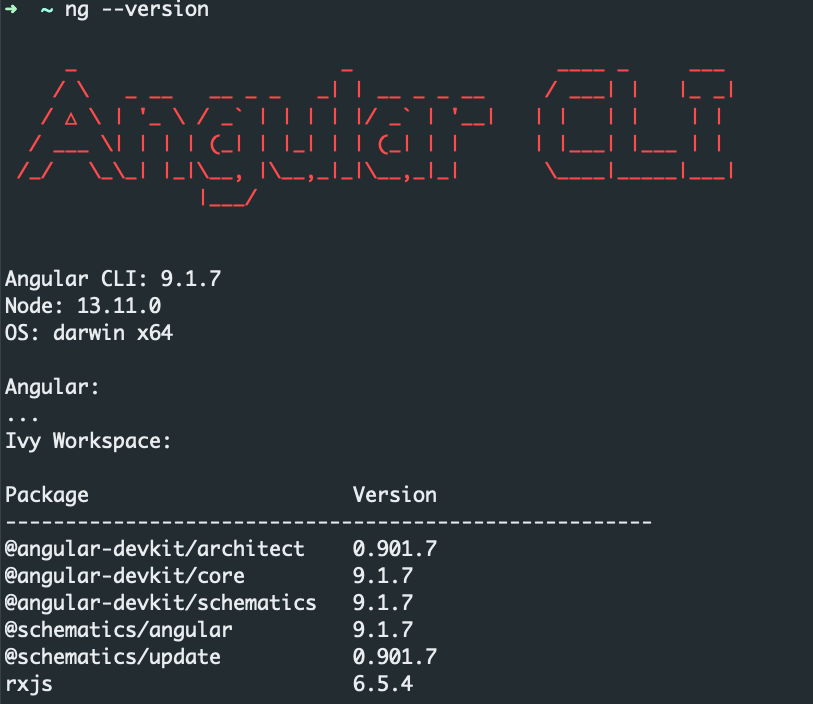 ➜  ~ ng --version
Angular CLI
Angular CLI: 9.1.7
Node: 13.11.0
OS: darwin x64
Angular:
...
Ivy Workspace:
Package                      Version
------------------------------------------------------
@angular-devkit/architect    0.901.7
@angular-devkit/core         9.1.7
@angular-devkit/schematics   9.1.7
@schematics/angular          9.1.7
@schematics/update           0.901.7
rxjs                         6.5.4